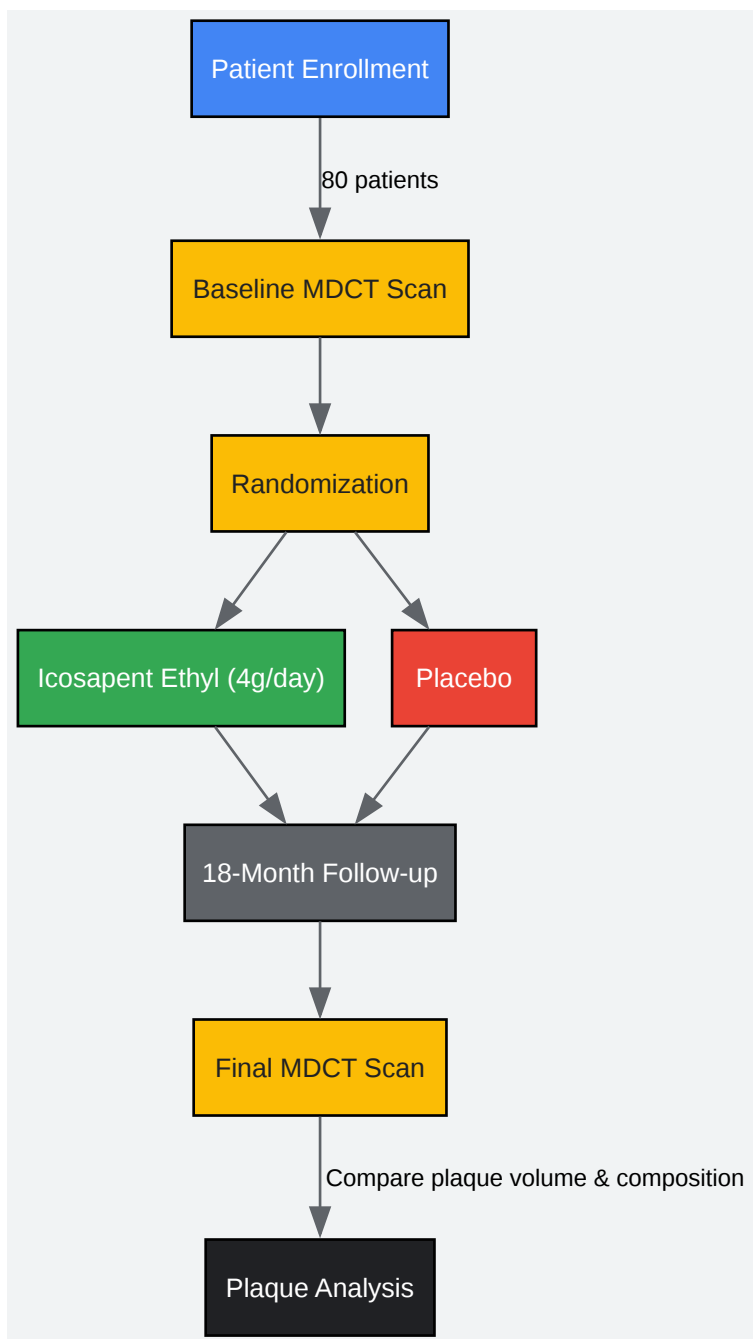 Patient Enrollment
80 patients
Baseline MDCT Scan
Randomization
Icosapent Ethyl (4g/day)
Placebo
18-Month Follow-up
Final MDCT Scan
Compare plaque volume & composition
Plaque Analysis